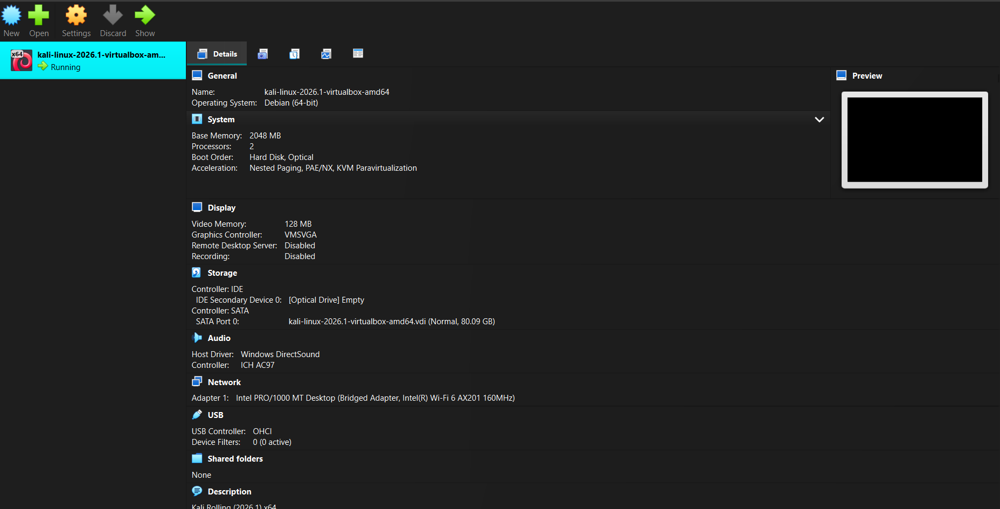 New Open Settings Discard Show
x64
kali-linux-2026.1-virtualbox-am...
Running
Details
General
Name: kali-linux-2026.1-virtualbox-amd64
Operating System: Debian (64-bit)
System
Base Memory: 2048 MB
Processors: 2
Boot Order: Hard Disk, Optical
Acceleration: Nested Paging, PAE/NX, KVM Paravirtualization
Preview
Display
Video Memory: 128 MB
Graphics Controller: VMSVGA
Remote Desktop Server: Disabled
Recording: Disabled
Storage
Controller: IDE
IDE Secondary Device 0: [Optical Drive] Empty
Controller: SATA
SATA Port 0: kali-linux-2026.1-virtualbox-amd64.vdi (Normal, 80.09 GB)
Audio
Host Driver: Windows DirectSound
Controller: ICH AC97
Network
Adapter 1: Intel PRO/1000 MT Desktop (Bridged Adapter, Intel(R) Wi-Fi 6 AX201 160MHz)
USB
USB Controller: OHCI
Device Filters: 0 (0 active)
Shared folders
None
Description
Kali Rolling (2026.1) x64